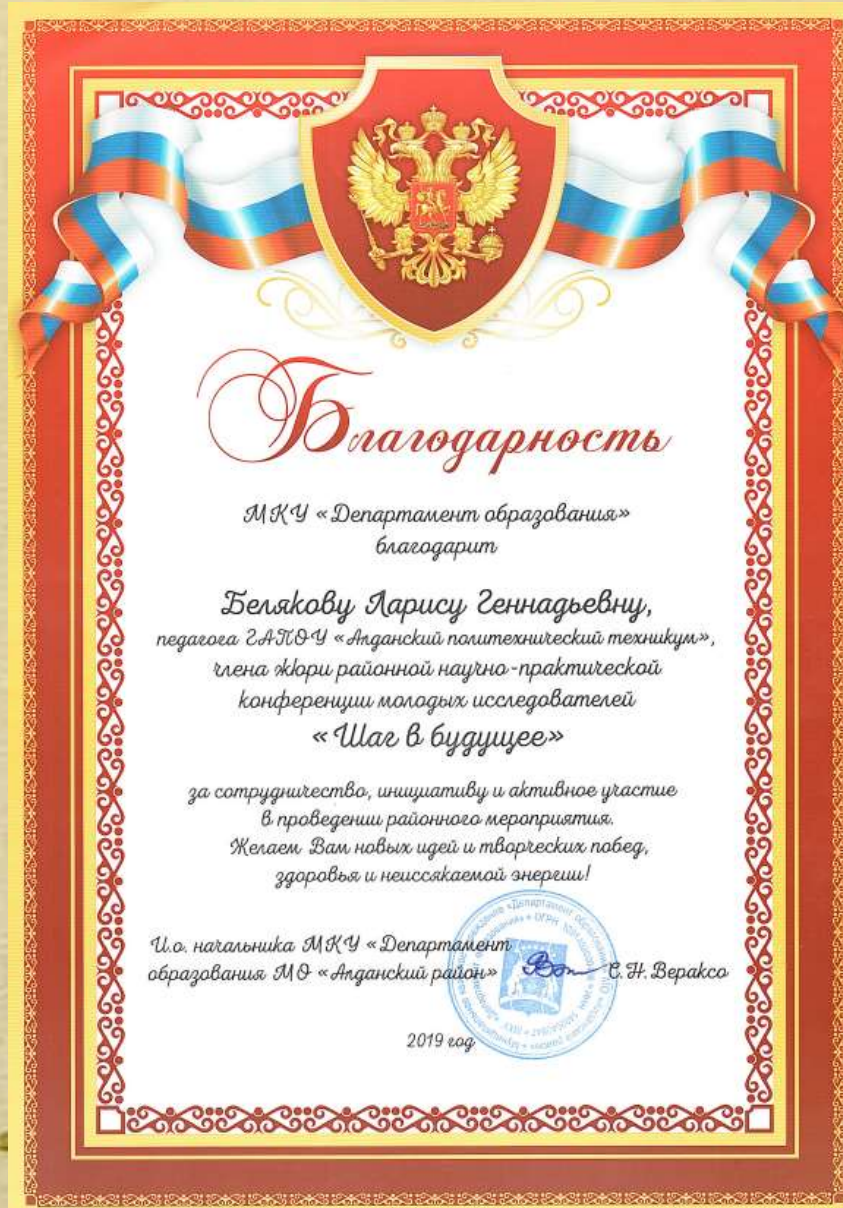 Благодарность
МКУ «Департамент образования»
благодарит
Белякову Ларису Геннадьевну,
педагога ГАПОУ «Алданский политехнический техникум»,
члена жюри районной научно-практической
конференции молодых исследователей
«Шаг в будущее»
за сотрудничество, инициативу и активное участие
в проведении районного мероприятия.
Желаем Вам новых идей и творческих побед,
здоровья и неиссякаемой энергии!
И.о. начальника МКУ «Департамент
образования МО «Алданский район» С.Н. Вераксо
2019 год